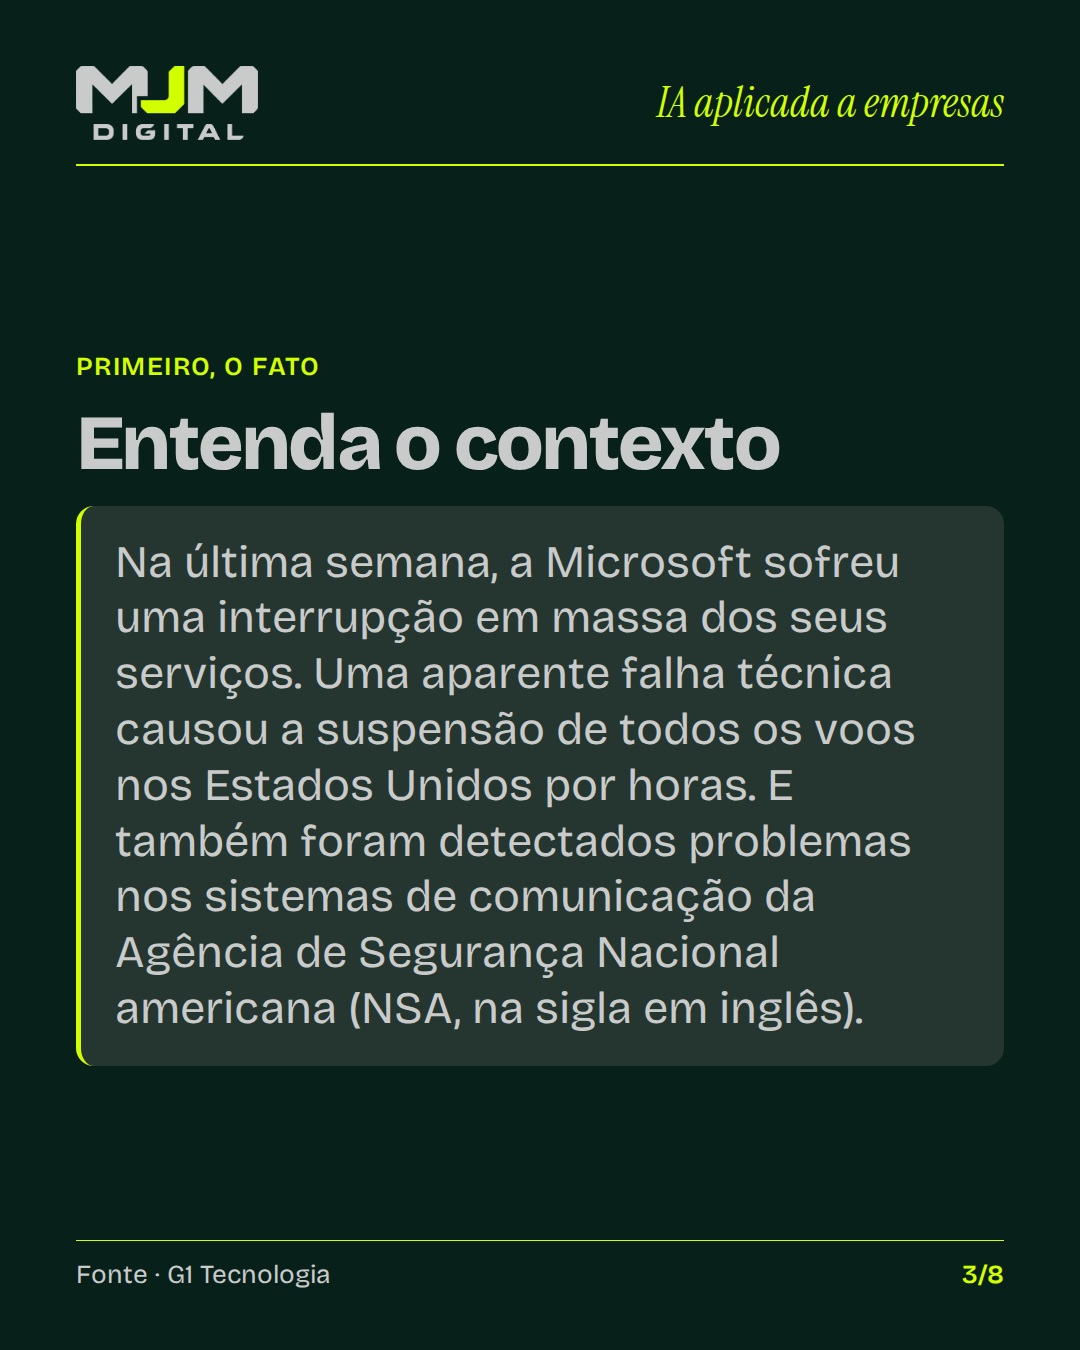 MJM
DIGITAL
IA aplicada a empresas
PRIMEIRO, O FATO
Entenda o contexto
Na última semana, a Microsoft sofreu
uma interrupção em massa dos seus
serviços. Uma aparente falha técnica
causou a suspensão de todos os voos
nos Estados Unidos por horas. E
também foram detectados problemas
nos sistemas de comunicação da
Agência de Segurança Nacional
americana (NSA, na sigla em inglês).
Fonte · G1 Tecnologia
3/8